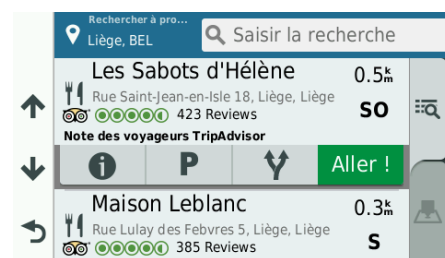 Rechercher à pro...
Liège, BEL
Saisir la recherche
Les Sabots d'Hélène
0.5km
Rue Saint-Jean-en-Isle 18, Liège, Liège
423 Reviews
SO
Note des voyageurs TripAdvisor
P
Aller !
Maison Leblanc
0.3km
Rue Lulay des Febvres 5, Liège, Liège
385 Reviews
S